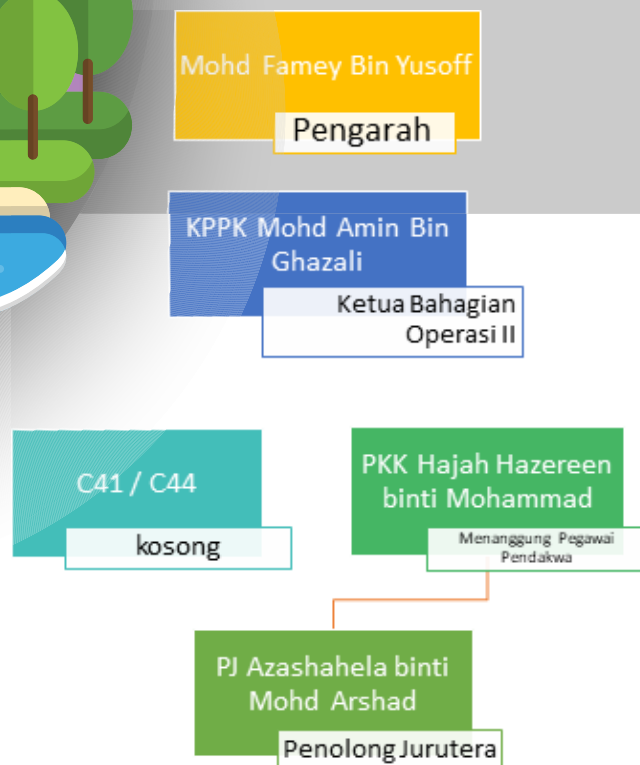 Mohd Famey Bin Yusoff
Pengarah
KPPK Mohd Amin Bin
Ghazali
Ketua Bahagian
Operasi II
C41 / C44
kosong
PKK Hajah Hazereen
binti Mohammad
Menanggung Pegawai
Pendakwa
PJ Azashahela binti
Mohd Arshad
Penolong Jurutera